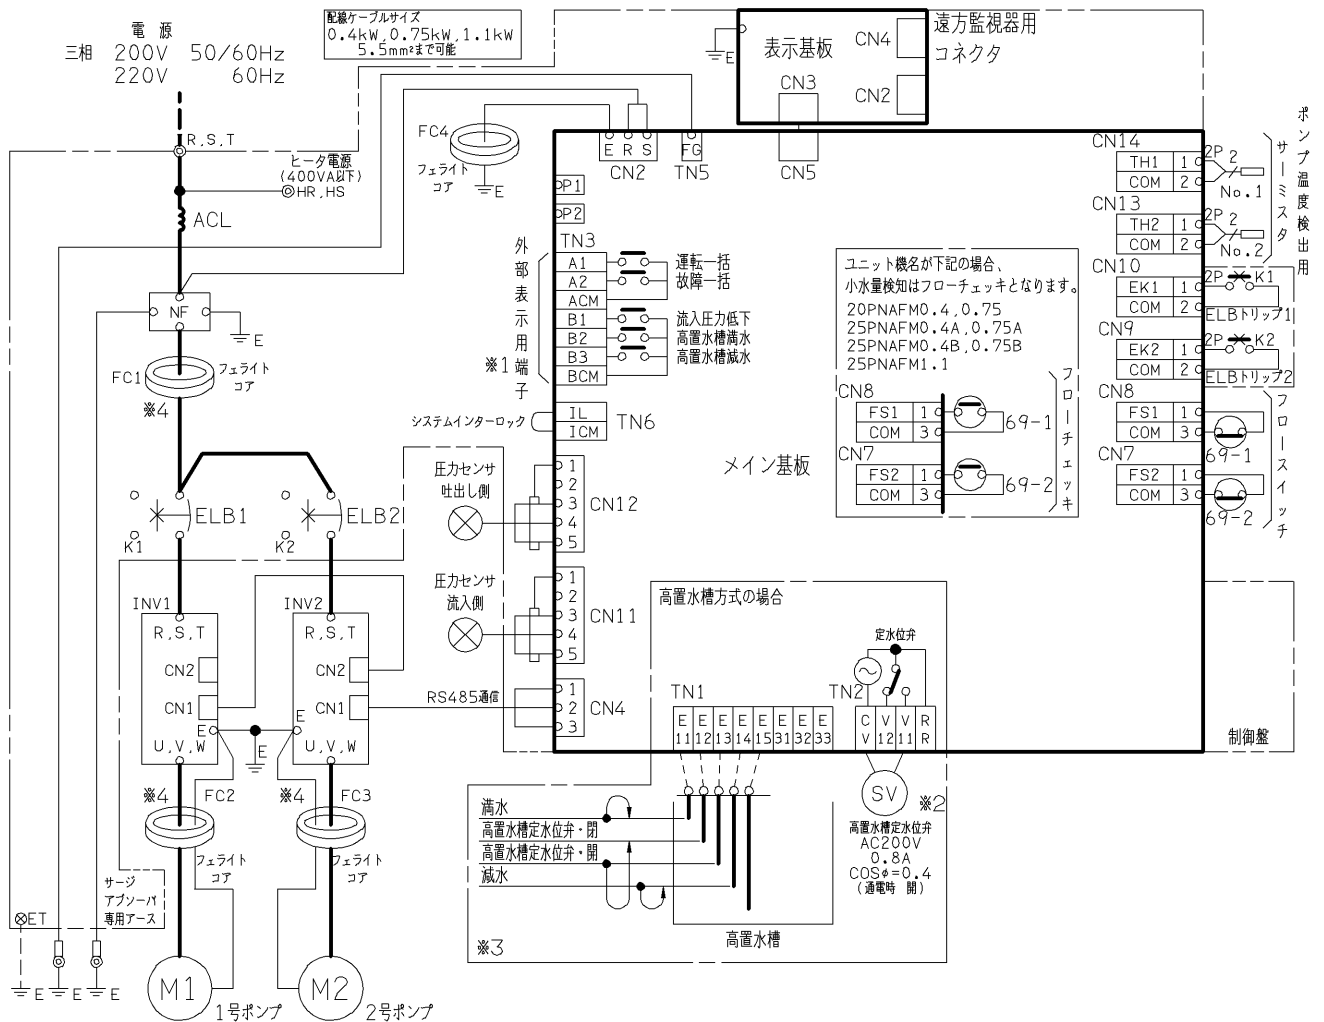 電源
三相 200V 50/60Hz
220V 60Hz
配線ケーブルサイズ
0.4kW,0.75kW,1.1kW
5.5mm²まで可能
R,S,T
ヒータ電源
(400VA以下)
HR,HS
ACL
NF
E
FC1
フェライト
コア
※4
ELB1
ELB2
K1
K2
INV1
R,S,T
CN2
CN1
E
U,V,W
INV2
R,S,T
CN2
CN1
E
U,V,W
E
※4
FC2
フェライト
コア
※4
FC3
フェライト
コア
サージ
アブソーバ
専用アース
ET
E
E
E
M1
1号ポンプ
M2
2号ポンプ
FC4
フェライト
コア
E
E R S
CN2
FG
TN5
E
表示基板
CN4
CN2
CN3
CN5
遠方監視器用
コネクタ
P1
P2
外部表示用端子
※1
TN3
A1
A2
ACM
B1
B2
B3
BCM
運転一括
故障一括
流入圧力低下
高置水槽満水
高置水槽減水
システムインターロック
IL
ICM
TN6
圧力センサ
吐出し側
1
2
3
4
5
CN12
圧力センサ
流入側
1
2
3
4
5
CN11
RS485通信
1
2
3
CN4
メイン基板
ユニット機名が下記の場合、
小水量検知はフローチェッキとなります。
20PNAFM0.4,0.75
25PNAFM0.4A,0.75A
25PNAFM0.4B,0.75B
25PNAFM1.1
CN8
FS1 1
COM 3
69-1
CN7
FS2 1
COM 3
69-2
フローチェッキ
CN14
TH1 1
COM 2
2P 2
No.1
CN13
TH2 1
COM 2
2P 2
No.2
サーミスタ
ポンプ温度検出用
CN10
EK1 1
COM 2
2P K1
ELBトリップ1
CN9
EK2 1
COM 2
2P K2
ELBトリップ2
CN8
FS1 1
COM 3
69-1
CN7
FS2 1
COM 3
69-2
フロースイッチ
制御盤
高置水槽方式の場合
TN1
E11 E12 E13 E14 E15 E31 E32 E33
定水位弁
TN2
CV V12 V11 RR
SV
※2
高置水槽定水位弁
AC200V
0.8A
COSφ=0.4
(通電時 開)
満水
高置水槽定水位弁・閉
高置水槽定水位弁・開
減水
高置水槽
※3